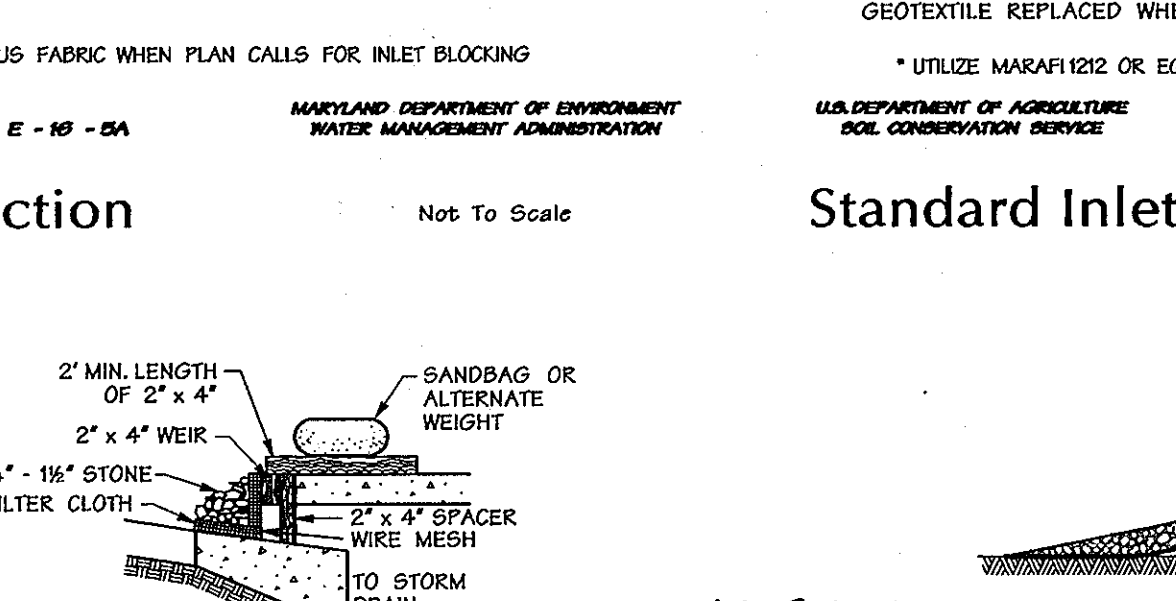 GEOTEXTILE REPLACED WHE
US FABRIC WHEN PLAN CALLS FOR INLET BLOCKING
* UTILIZE MARAFI 1212 OR EQ
E - 16 - 5A
MARYLAND DEPARTMENT OF ENVIRONMENT
WATER MANAGEMENT ADMINISTRATION
U.S. DEPARTMENT OF AGRICULTURE
SOIL CONSERVATION SERVICE
ction
Not To Scale
Standard Inlet
2' MIN. LENGTH
OF 2" x 4"
SANDBAG OR
ALTERNATE
WEIGHT
2" x 4" WEIR
4" - 1½" STONE
ILTER CLOTH
2" x 4" SPACER
WIRE MESH
TO STORM
DRAIN